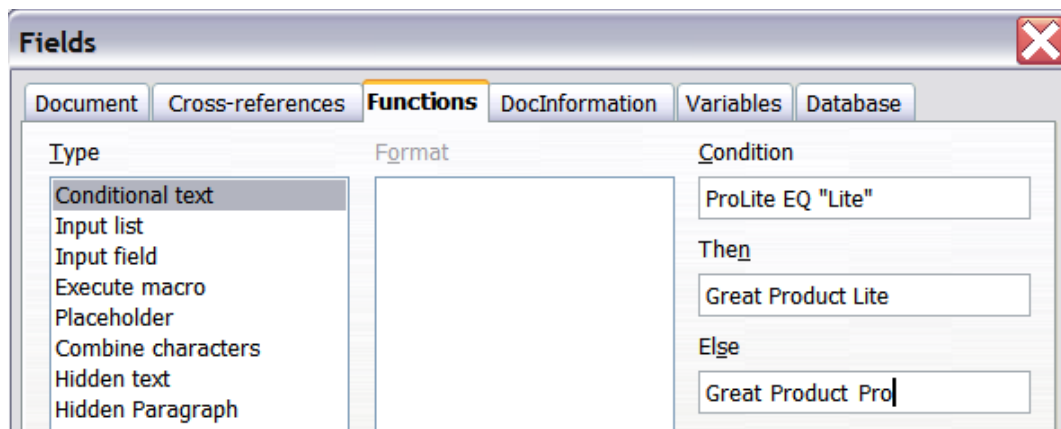 Fields
Document Cross-references Functions DocInformation Variables Database
Type
Conditional text
Input list
Input field
Execute macro
Placeholder
Combine characters
Hidden text
Hidden Paragraph
Format
Condition
ProLite EQ "Lite"
Then
Great Product Lite
Else
Great Product Pro